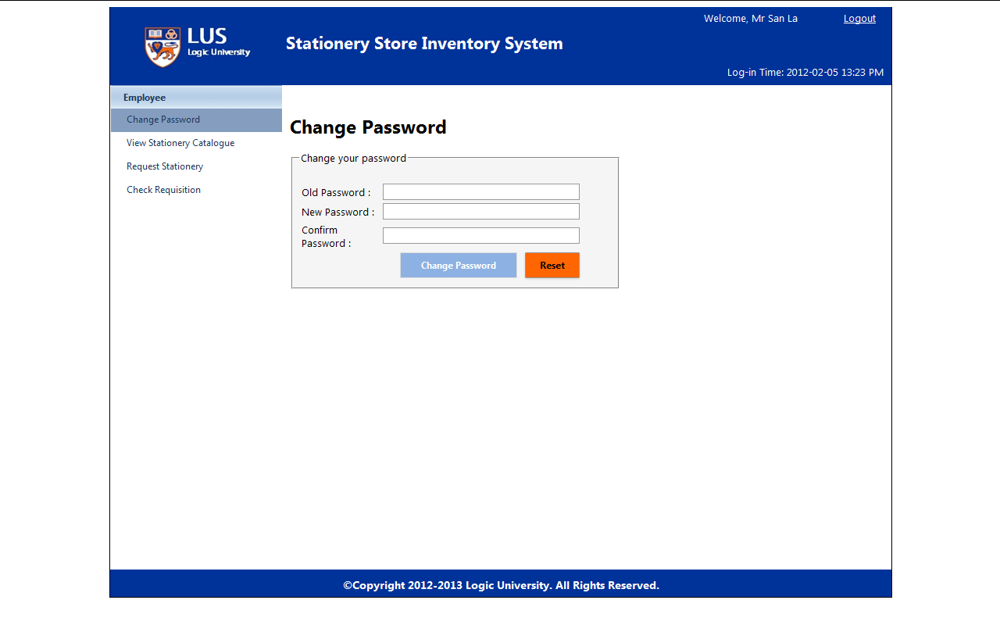 Welcome, Mr San La
Logout
LUS
Logic University
Stationery Store Inventory System
Log-in Time: 2012-02-05 13:23 PM
Employee
Change Password
View Stationery Catalogue
Request Stationery
Check Requisition
Change Password
Change your password
Old Password :
New Password :
Confirm
Password :
Change Password
Reset
©Copyright 2012-2013 Logic University. All Rights Reserved.